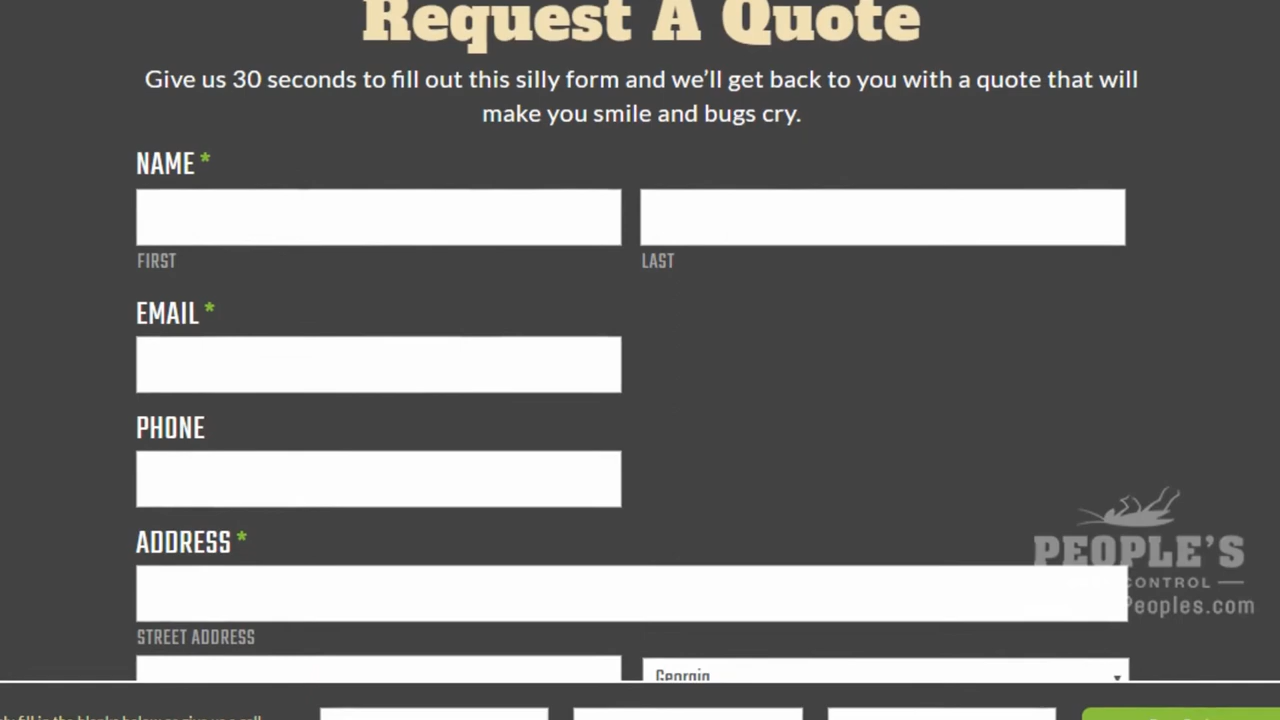 Request A Quote
Give us 30 seconds to fill out this silly form and we’ll get back to you with a quote that will
make you smile and bugs cry.
NAME *
FIRST
LAST
EMAIL *
PHONE
ADDRESS *
PEOPLE’S
CONTROL
Peoples.com
STREET ADDRESS
Georgia